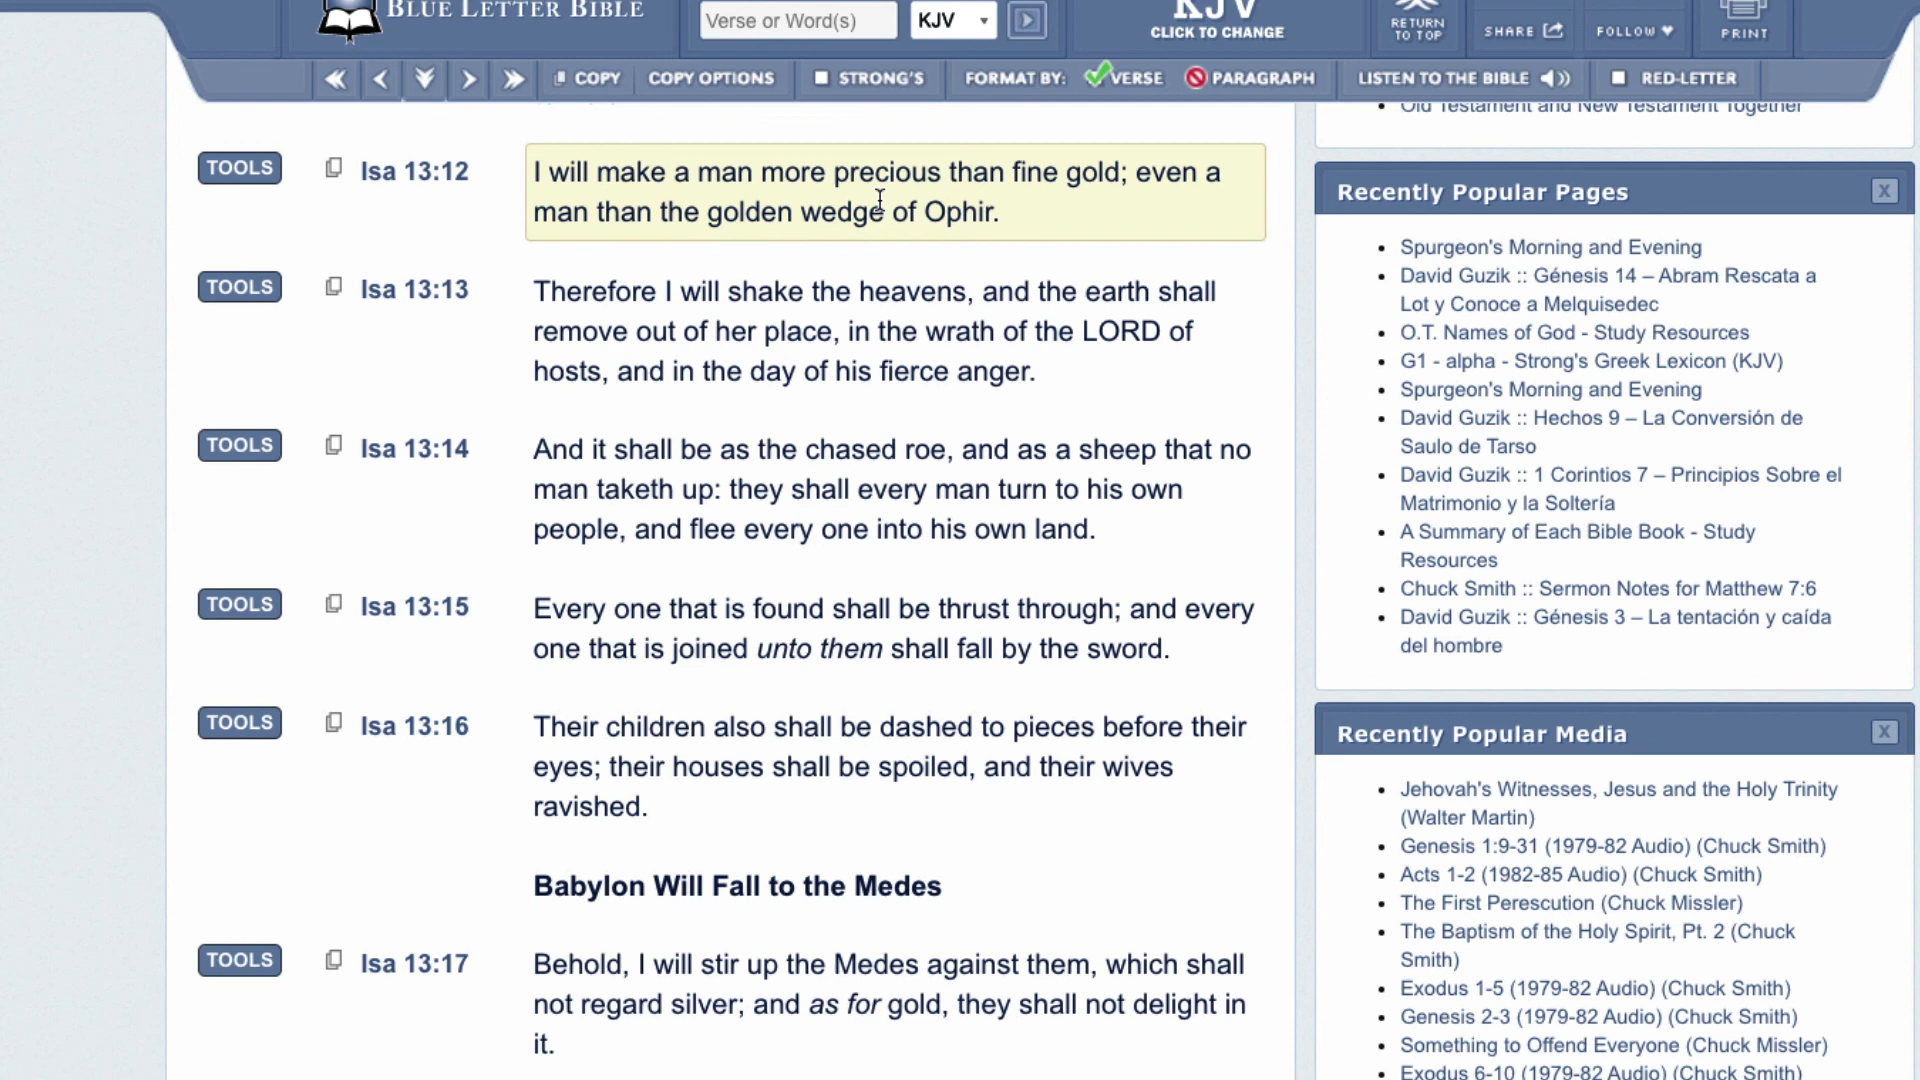 BLUE LETTER BIBLE
Verse or Word(s)
KJV
KJV
CLICK TO CHANGE
RETURN
TO TOP
SHARE
FOLLOW
PRINT
COPY
COPY OPTIONS
STRONG'S
FORMAT BY:
VERSE
PARAGRAPH
LISTEN TO THE BIBLE
RED-LETTER
TOOLS
Isa 13:12
I will make a man more precious than fine gold; even a
man than the golden wedge of Ophir.
TOOLS
Isa 13:13
Therefore I will shake the heavens, and the earth shall
remove out of her place, in the wrath of the LORD of
hosts, and in the day of his fierce anger.
TOOLS
Isa 13:14
And it shall be as the chased roe, and as a sheep that no
man taketh up: they shall every man turn to his own
people, and flee every one into his own land.
TOOLS
Isa 13:15
Every one that is found shall be thrust through; and every
one that is joined unto them shall fall by the sword.
TOOLS
Isa 13:16
Their children also shall be dashed to pieces before their
eyes; their houses shall be spoiled, and their wives
ravished.
Babylon Will Fall to the Medes
TOOLS
Isa 13:17
Behold, I will stir up the Medes against them, which shall
not regard silver; and as for gold, they shall not delight in
it.
Old Testament and New Testament Together
Recently Popular Pages
X
Spurgeon's Morning and Evening
David Guzik :: Génesis 14 – Abram Rescata a
Lot y Conoce a Melquisedec
O.T. Names of God - Study Resources
G1 - alpha - Strong's Greek Lexicon (KJV)
Spurgeon's Morning and Evening
David Guzik :: Hechos 9 – La Conversión de
Saulo de Tarso
David Guzik :: 1 Corintios 7 – Principios Sobre el
Matrimonio y la Soltería
A Summary of Each Bible Book - Study
Resources
Chuck Smith :: Sermon Notes for Matthew 7:6
David Guzik :: Génesis 3 – La tentación y caída
del hombre
Recently Popular Media
X
Jehovah's Witnesses, Jesus and the Holy Trinity
(Walter Martin)
Genesis 1:9-31 (1979-82 Audio) (Chuck Smith)
Acts 1-2 (1982-85 Audio) (Chuck Smith)
The First Perescution (Chuck Missler)
The Baptism of the Holy Spirit, Pt. 2 (Chuck
Smith)
Exodus 1-5 (1979-82 Audio) (Chuck Smith)
Genesis 2-3 (1979-82 Audio) (Chuck Smith)
Something to Offend Everyone (Chuck Missler)
Exodus 6-10 (1979-82 Audio) (Chuck Smith)